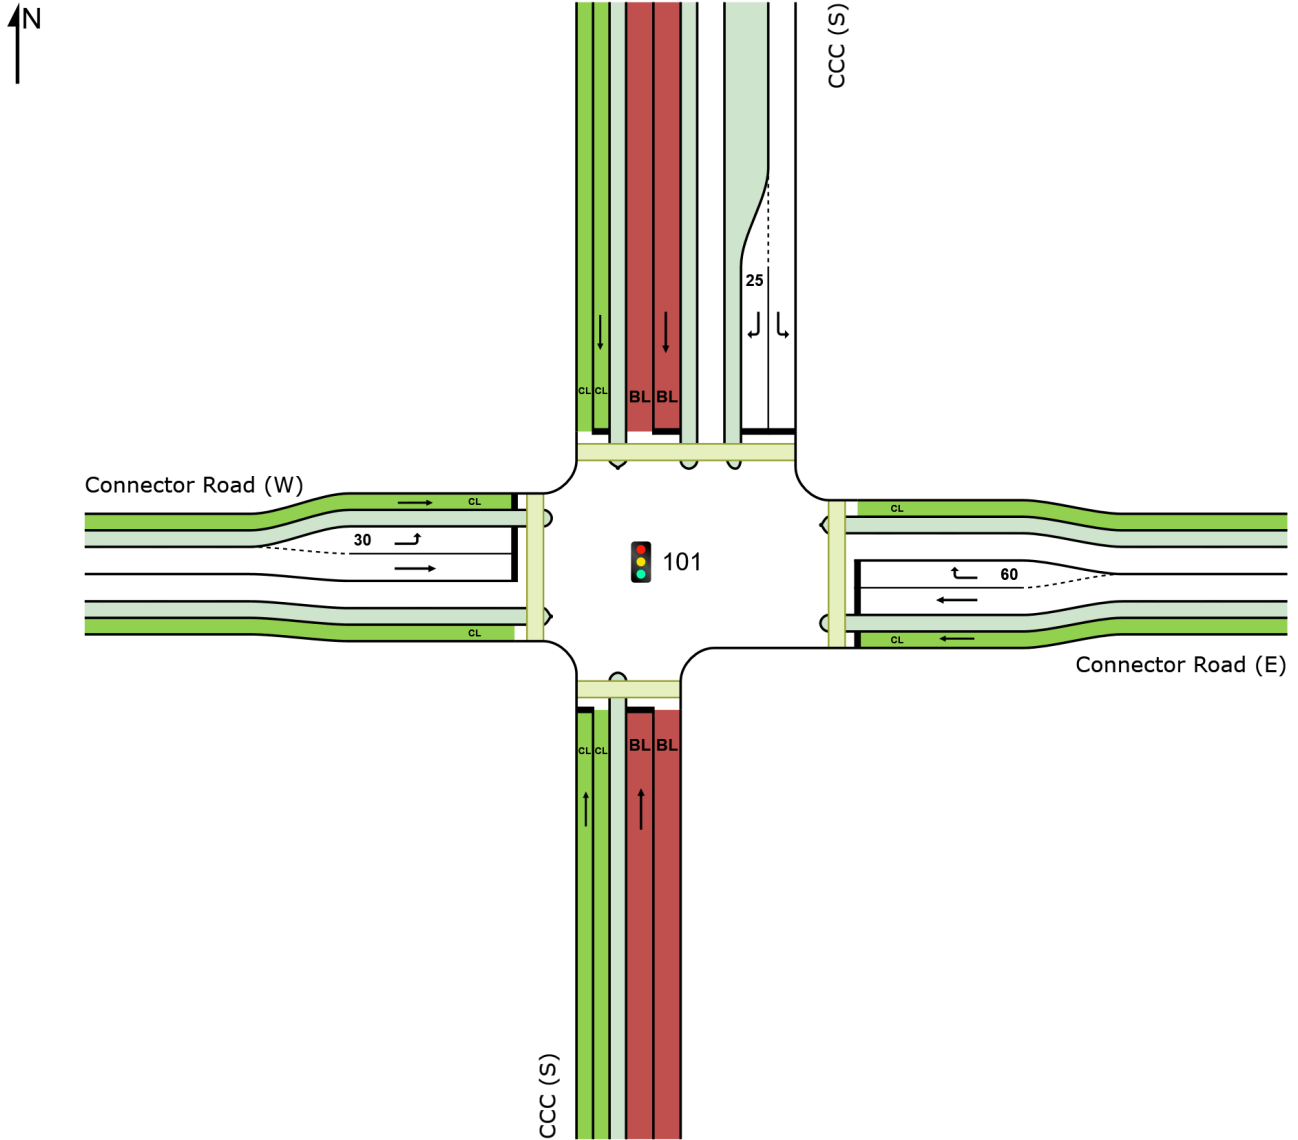 N
CCC (S)
25
CL CL BL BL
Connector Road (W)
CL
CL
30
101
60
CL
CL
Connector Road (E)
CL CL BL BL
CCC (S)